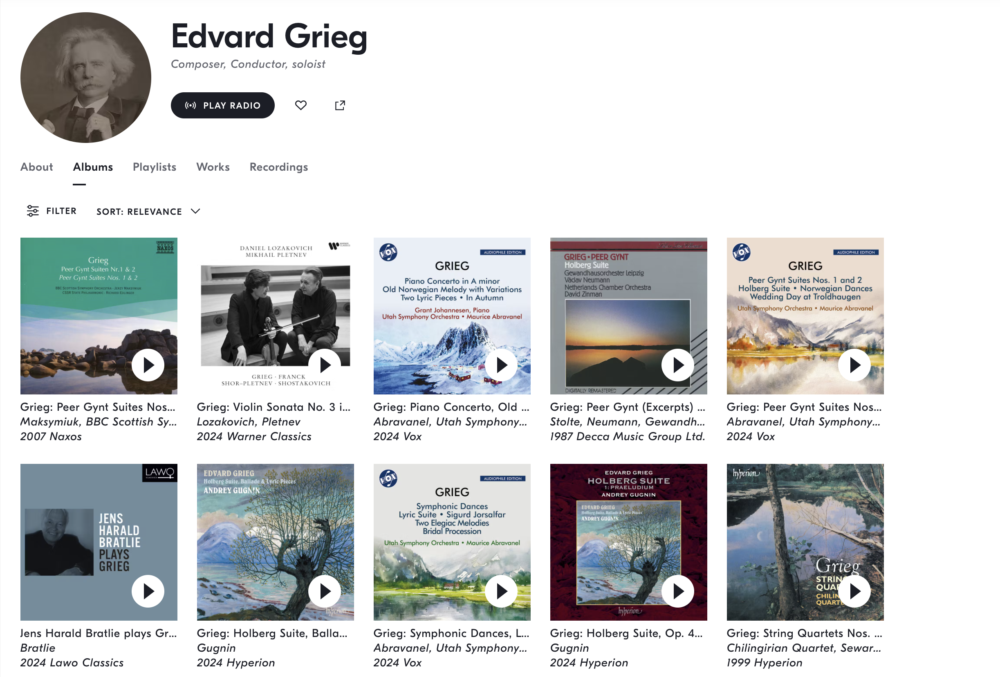 Edvard Grieg
Composer, Conductor, soloist
PLAY RADIO
About Albums Playlists Works Recordings
FILTER SORT: RELEVANCE
NAXOS
Grieg
Peer Gynt Suiten Nr.1 & 2
Peer Gynt Suites Nos. 1 & 2
BBC SCOTTISH SYMPHONY ORCHESTRA · JERZY MAKSYMIUK
CSSR STATE PHILHARMONIC · RICHARD EDLINGER
Grieg: Peer Gynt Suites Nos...
Maksymiuk, BBC Scottish Sy...
2007 Naxos
DANIEL LOZAKOVICH
MIKHAIL PLETNEV
WARNER
CLASSICS
GRIEG · FRANCK
SHOR–PLETNEV · SHOSTAKOVICH
Grieg: Violin Sonata No. 3 i...
Lozakovich, Pletnev
2024 Warner Classics
VOX
AUDIOPHILE EDITION
GRIEG
Piano Concerto in A minor
Old Norwegian Melody with Variations
Two Lyric Pieces • In Autumn
Grant Johannesen, Piano
Utah Symphony Orchestra • Maurice Abravanel
Grieg: Piano Concerto, Old ...
Abravanel, Utah Symphony...
2024 Vox
GRIEG • PEER GYNT
Holberg Suite
Gewandhausorchester Leipzig
Václav Neumann
Netherlands Chamber Orchestra
David Zinman
DIGITALLY REMASTERED
Grieg: Peer Gynt (Excerpts) ...
Stolte, Neumann, Gewandh...
1987 Decca Music Group Ltd.
VOX
AUDIOPHILE EDITION
GRIEG
Peer Gynt Suites Nos. 1 and 2
Holberg Suite • Norwegian Dances
Wedding Day at Troldhaugen
Utah Symphony Orchestra • Maurice Abravanel
Grieg: Peer Gynt Suites Nos...
Abravanel, Utah Symphony...
2024 Vox
LAWO
CLASSICS
JENS
HARALD
BRATLIE
PLAYS
GRIEG
Jens Harald Bratlie plays Gr...
Bratlie
2024 Lawo Classics
EDVARD GRIEG
Holberg Suite, Ballade & Lyric Pieces
ANDREY GUGNIN
hyperion
Grieg: Holberg Suite, Balla...
Gugnin
2024 Hyperion
VOX
AUDIOPHILE EDITION
GRIEG
Symphonic Dances
Lyric Suite • Sigurd Jorsalfar
Two Elegiac Melodies
Bridal Procession
Utah Symphony Orchestra • Maurice Abravanel
Grieg: Symphonic Dances, L...
Abravanel, Utah Symphony...
2024 Vox
EDVARD GRIEG
HOLBERG SUITE
1: PRAELUDIUM
ANDREY GUGNIN
EDVARD GRIEG
Holberg Suite, Ballade & Lyric Pieces
ANDREY GUGNIN
hyperion
Grieg: Holberg Suite, Op. 4...
Gugnin
2024 Hyperion
hyperion
Grieg
STRIN
QUA
CHILIN
QUARTE
Grieg: String Quartets Nos. ...
Chilingirian Quartet, Sewar...
1999 Hyperion